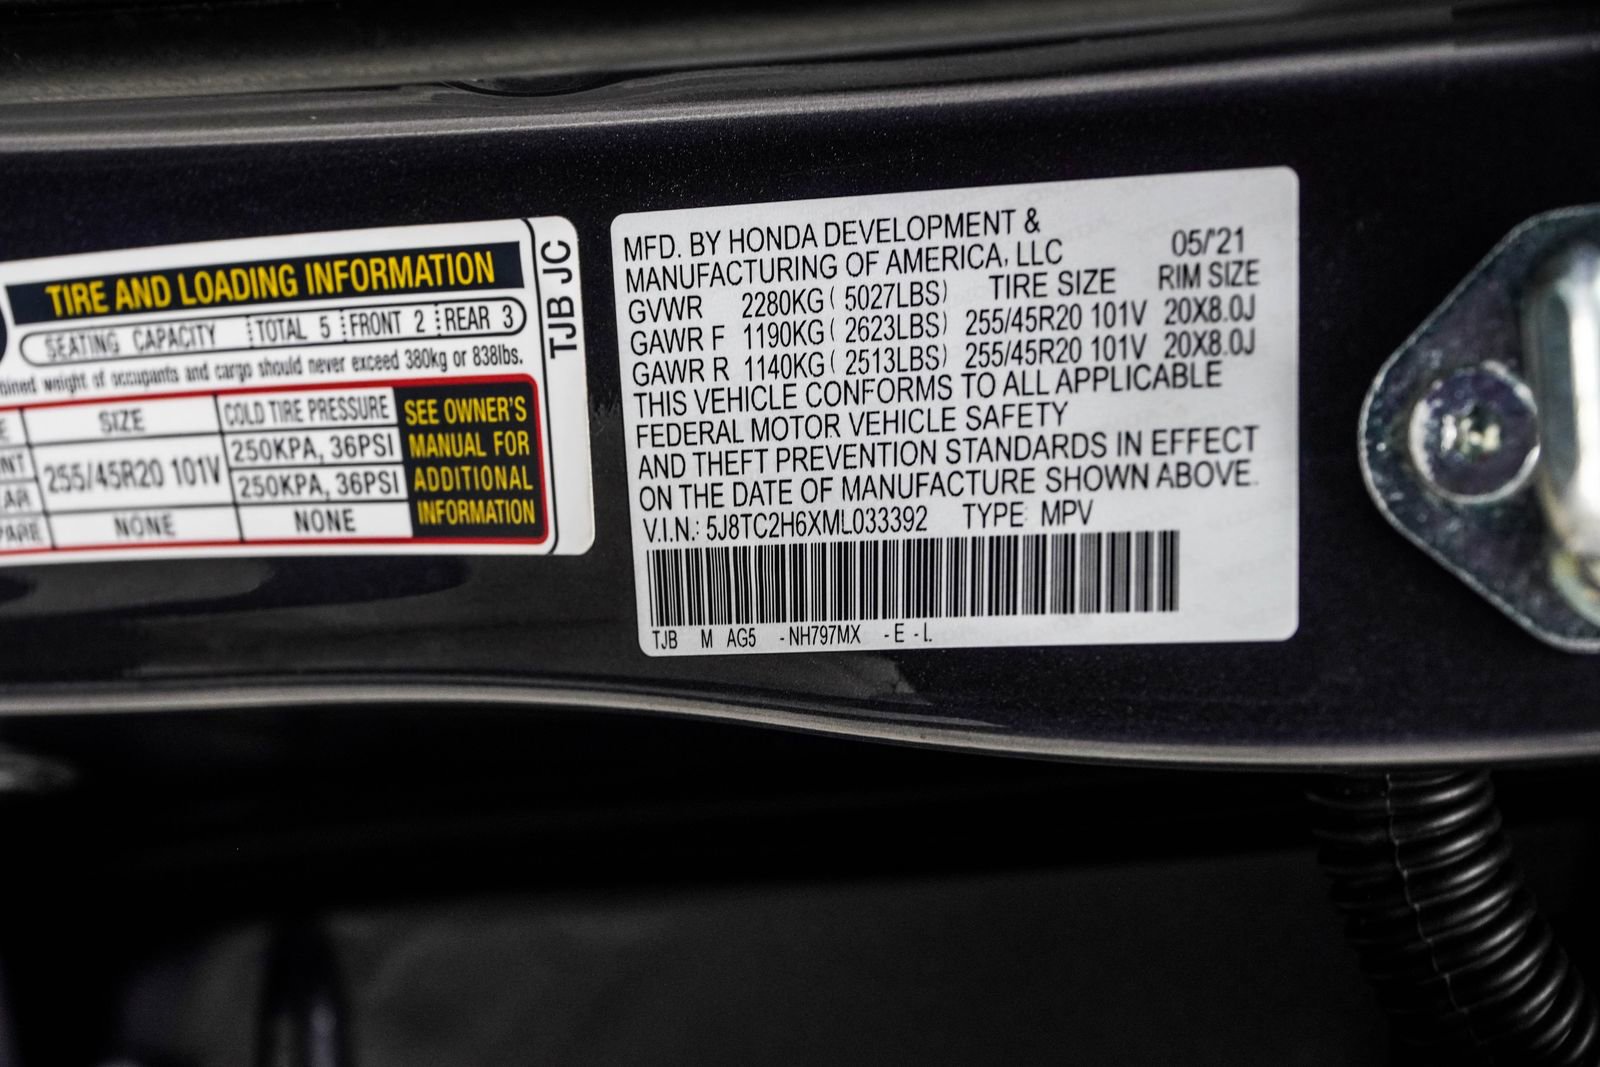 TIRE AND LOADING INFORMATION
SEATING CAPACITY TOTAL 5 FRONT 2 REAR 3
weight of occupants and cargo should never exceed 380kg or 838lbs.
SIZE COLD TIRE PRESSURE
255/45R20 101V 250KPA, 36PSI
250KPA, 36PSI
NONE NONE
SEE OWNER'S
MANUAL FOR
ADDITIONAL
INFORMATION
TJB JC
MFD. BY HONDA DEVELOPMENT &
MANUFACTURING OF AMERICA, LLC 05/'21
GVWR 2280KG ( 5027LBS) TIRE SIZE RIM SIZE
GAWR F 1190KG ( 2623LBS) 255/45R20 101V 20X8.0J
GAWR R 1140KG ( 2513LBS) 255/45R20 101V 20X8.0J
THIS VEHICLE CONFORMS TO ALL APPLICABLE
FEDERAL MOTOR VEHICLE SAFETY
AND THEFT PREVENTION STANDARDS IN EFFECT
ON THE DATE OF MANUFACTURE SHOWN ABOVE.
V.I.N.: 5J8TC2H6XML033392 TYPE: MPV
TJB M AG5 -NH797MX -E -L